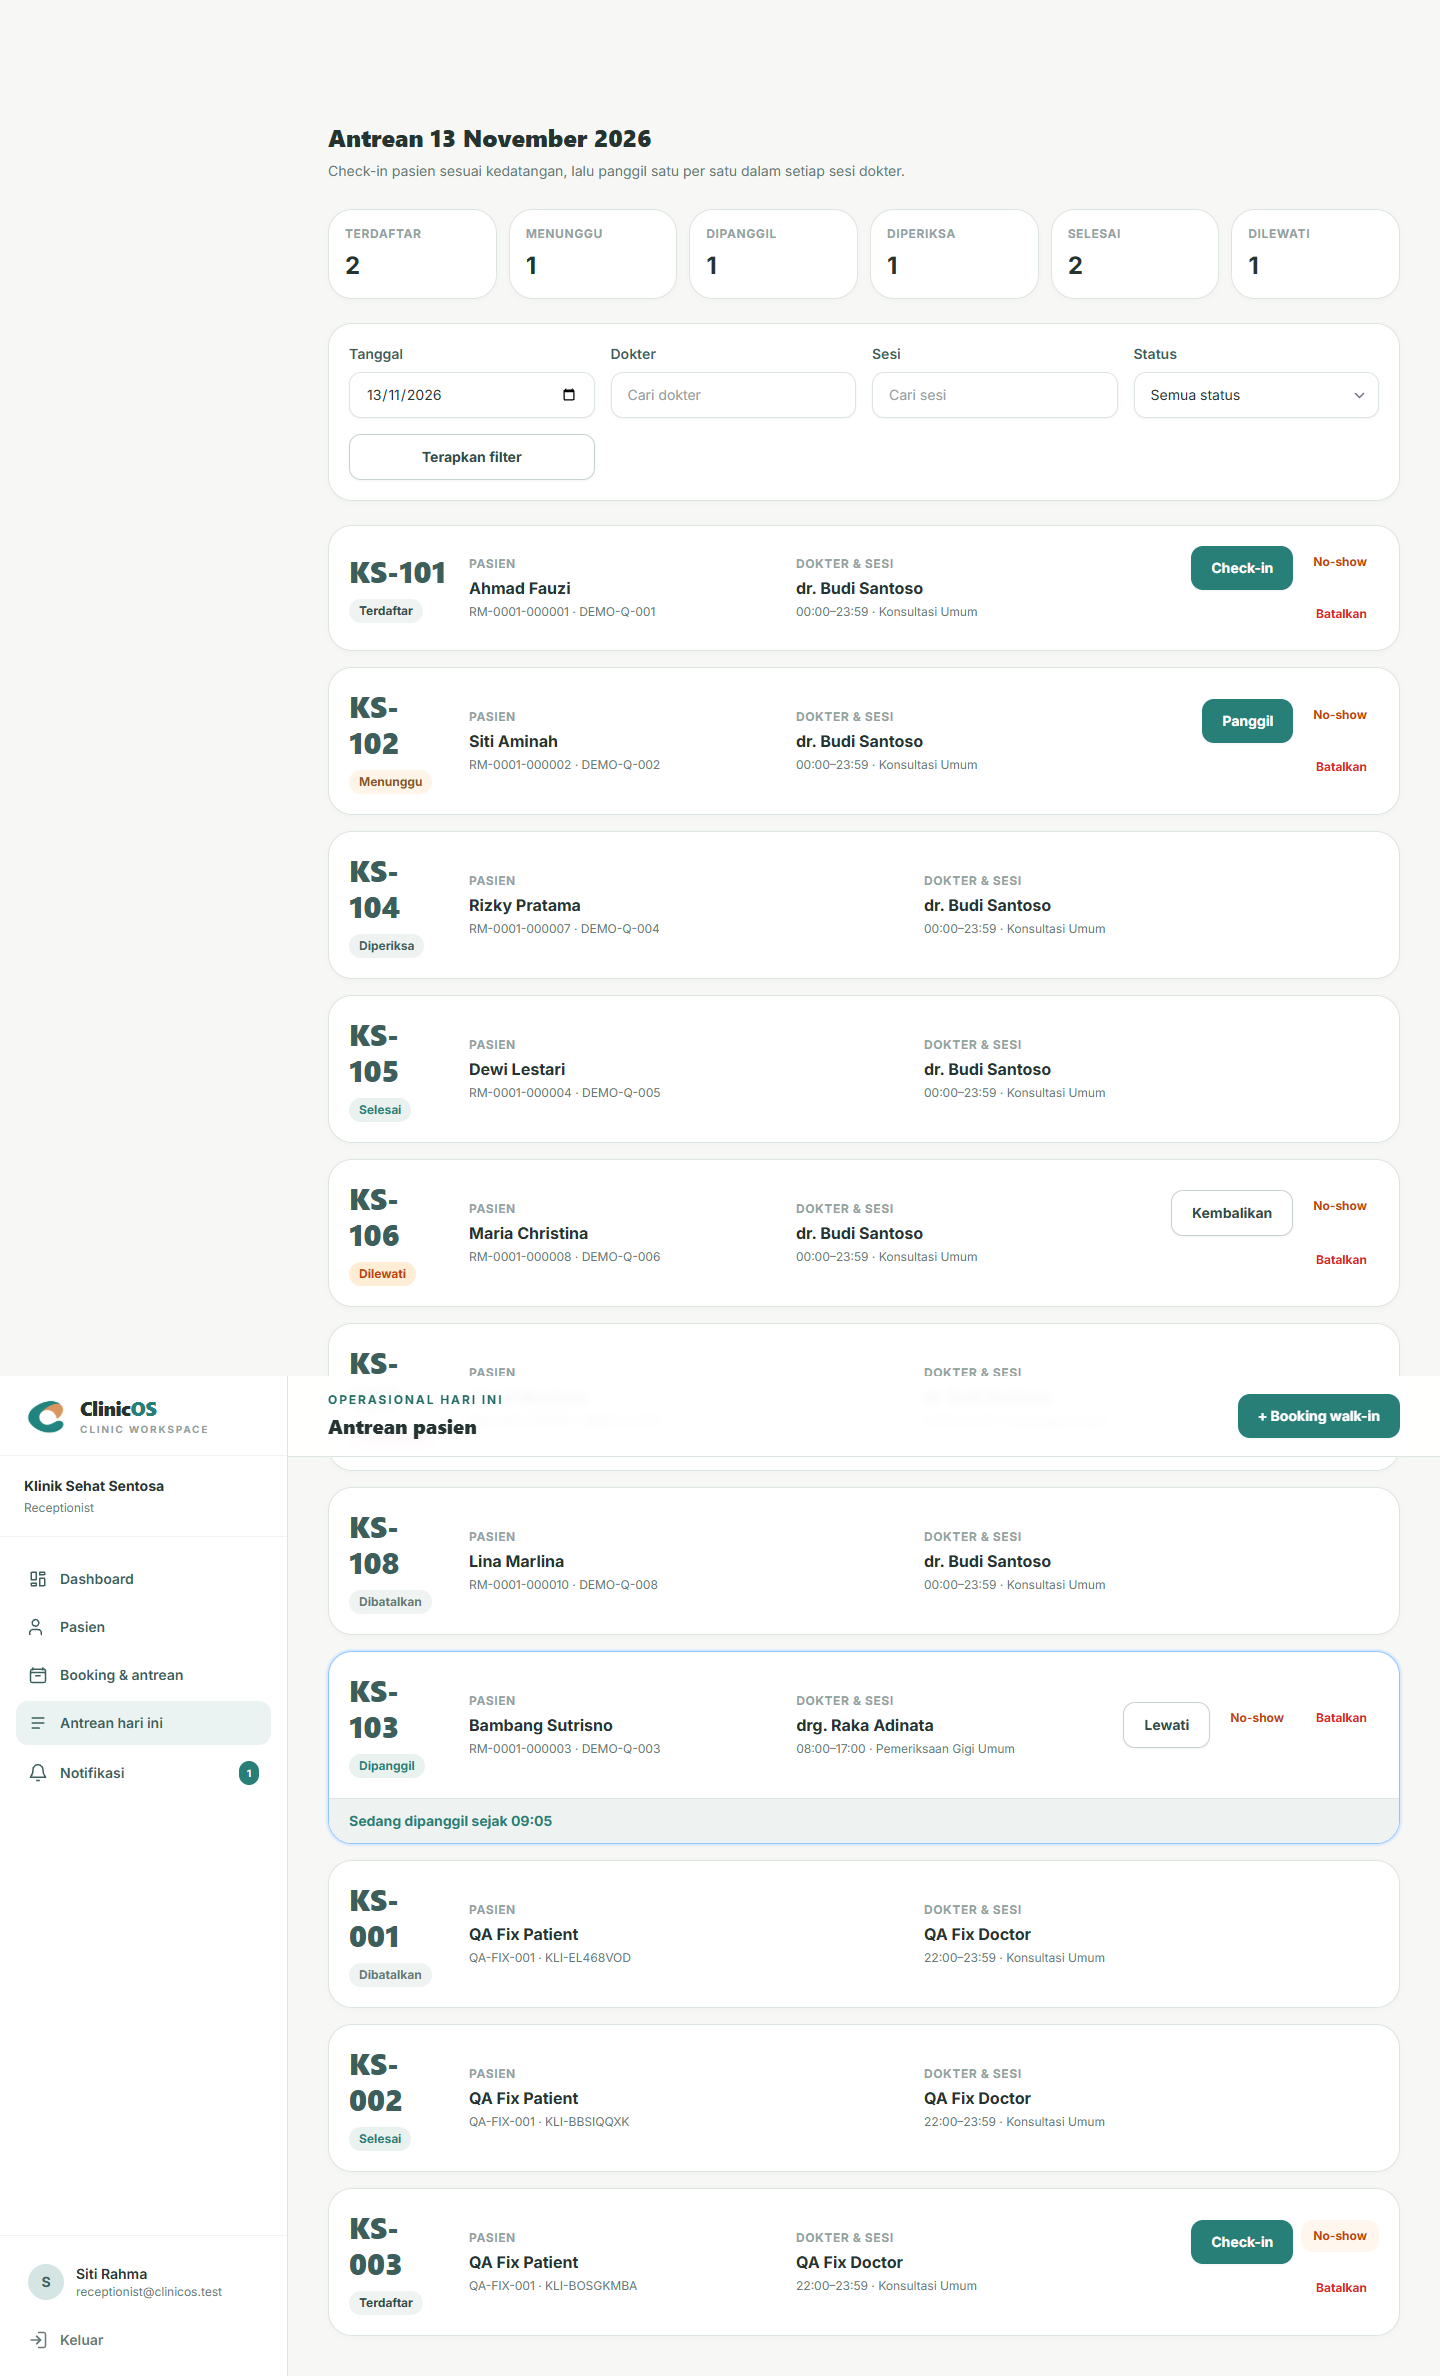 Antrean 13 November 2026
Check-in pasien sesuai kedatangan, lalu panggil satu per satu dalam setiap sesi dokter.
TERDAFTAR
2
MENUNGGU
1
DIPANGGIL
1
DIPERIKSA
1
SELESAI
2
DILEWATI
1
Tanggal
13/11/2026
Dokter
Cari dokter
Sesi
Cari sesi
Status
Semua status
Terapkan filter
KS-101
Terdaftar
PASIEN
Ahmad Fauzi
RM-0001-000001 · DEMO-Q-001
DOKTER & SESI
dr. Budi Santoso
00:00–23:59 · Konsultasi Umum
Check-in
No-show
Batalkan
KS-
102
Menunggu
PASIEN
Siti Aminah
RM-0001-000002 · DEMO-Q-002
DOKTER & SESI
dr. Budi Santoso
00:00–23:59 · Konsultasi Umum
Panggil
No-show
Batalkan
KS-
104
Diperiksa
PASIEN
Rizky Pratama
RM-0001-000007 · DEMO-Q-004
DOKTER & SESI
dr. Budi Santoso
00:00–23:59 · Konsultasi Umum
KS-
105
Selesai
PASIEN
Dewi Lestari
RM-0001-000004 · DEMO-Q-005
DOKTER & SESI
dr. Budi Santoso
00:00–23:59 · Konsultasi Umum
KS-
106
Dilewati
PASIEN
Maria Christina
RM-0001-000008 · DEMO-Q-006
DOKTER & SESI
dr. Budi Santoso
00:00–23:59 · Konsultasi Umum
Kembalikan
No-show
Batalkan
KS-
PASIEN
DOKTER & SESI
ClinicOS
CLINIC WORKSPACE
Klinik Sehat Sentosa
Receptionist
Dashboard
Pasien
Booking & antrean
Antrean hari ini
Notifikasi
1
S
Siti Rahma
receptionist@clinicos.test
Keluar
OPERASIONAL HARI INI
Antrean pasien
+ Booking walk-in
KS-
108
Dibatalkan
PASIEN
Lina Marlina
RM-0001-000010 · DEMO-Q-008
DOKTER & SESI
dr. Budi Santoso
00:00–23:59 · Konsultasi Umum
KS-
103
Dipanggil
PASIEN
Bambang Sutrisno
RM-0001-000003 · DEMO-Q-003
DOKTER & SESI
drg. Raka Adinata
08:00–17:00 · Pemeriksaan Gigi Umum
Lewati
No-show
Batalkan
Sedang dipanggil sejak 09:05
KS-
001
Dibatalkan
PASIEN
QA Fix Patient
QA-FIX-001 · KLI-EL468VOD
DOKTER & SESI
QA Fix Doctor
22:00–23:59 · Konsultasi Umum
KS-
002
Selesai
PASIEN
QA Fix Patient
QA-FIX-001 · KLI-BBSIQQXK
DOKTER & SESI
QA Fix Doctor
22:00–23:59 · Konsultasi Umum
KS-
003
Terdaftar
PASIEN
QA Fix Patient
QA-FIX-001 · KLI-BOSGKMBA
DOKTER & SESI
QA Fix Doctor
22:00–23:59 · Konsultasi Umum
Check-in
No-show
Batalkan